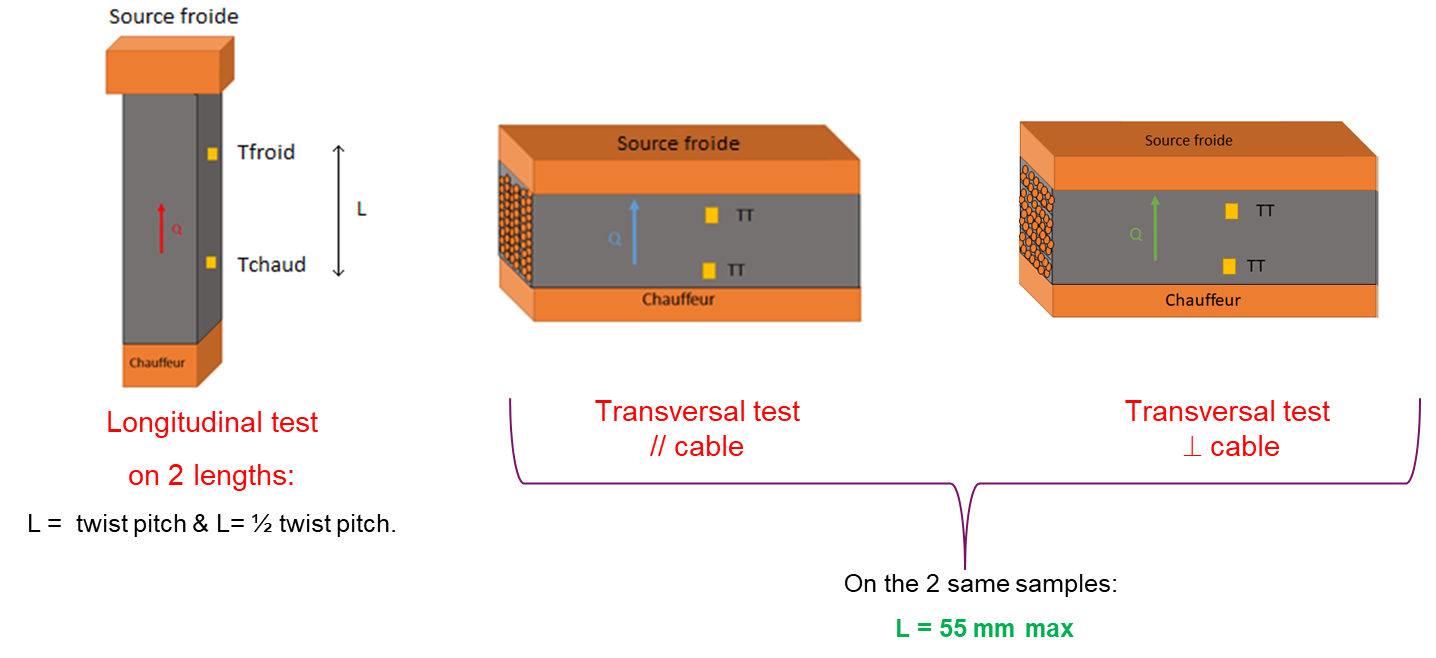 Source froide
Tfroid
L
Q
Tchaud
Chauffeur
Longitudinal test
on 2 lengths:
L = twist pitch & L= ½ twist pitch.
Source froide
TT
Q
TT
Chauffeur
Transversal test
// cable
Source froide
TT
Q
TT
Chauffeur
Transversal test
⊥ cable
On the 2 same samples:
L = 55 mm max